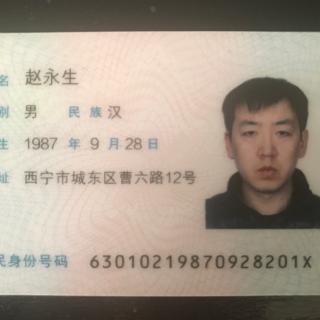 名 赵永生
别 男 民族 汉
生 1987 年 9 月 28 日
址 西宁市城东区曹六路12号
民身份号码 63010219870928201X